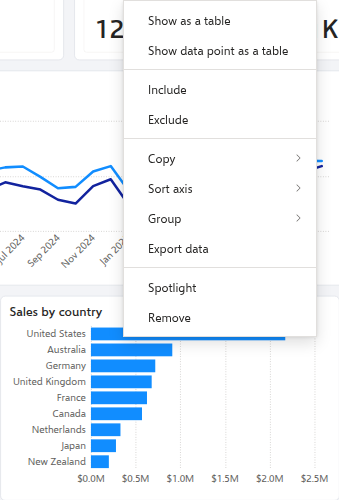 12
K
Show as a table
Show data point as a table
Include
Exclude
Copy
Sort axis
Group
Export data
Spotlight
Remove
Jul 2024
Sep 2024
Nov 2024
Jan 202
Sales by country
United States
Australia
Germany
United Kingdom
France
Canada
Netherlands
Japan
New Zealand
$0.0M $0.5M $1.0M $1.5M $2.0M $2.5M